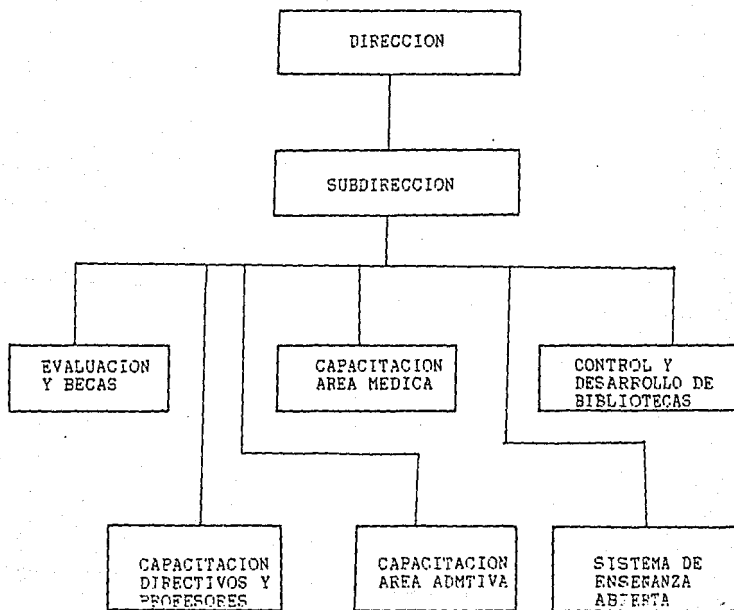 DIRECCION
SUBDIRECCION
EVALUACION
Y BECAS
CAPACITACION
AREA MEDICA
CONTROL Y
DESARROLLO DE
BIBLIOTECAS
CAPACITACION
DIRECTIVOS Y
PROFESORES
CAPACITACION
AREA ADMTIVA
SISTEMA DE
ENSEÑANZA
ABIERTA